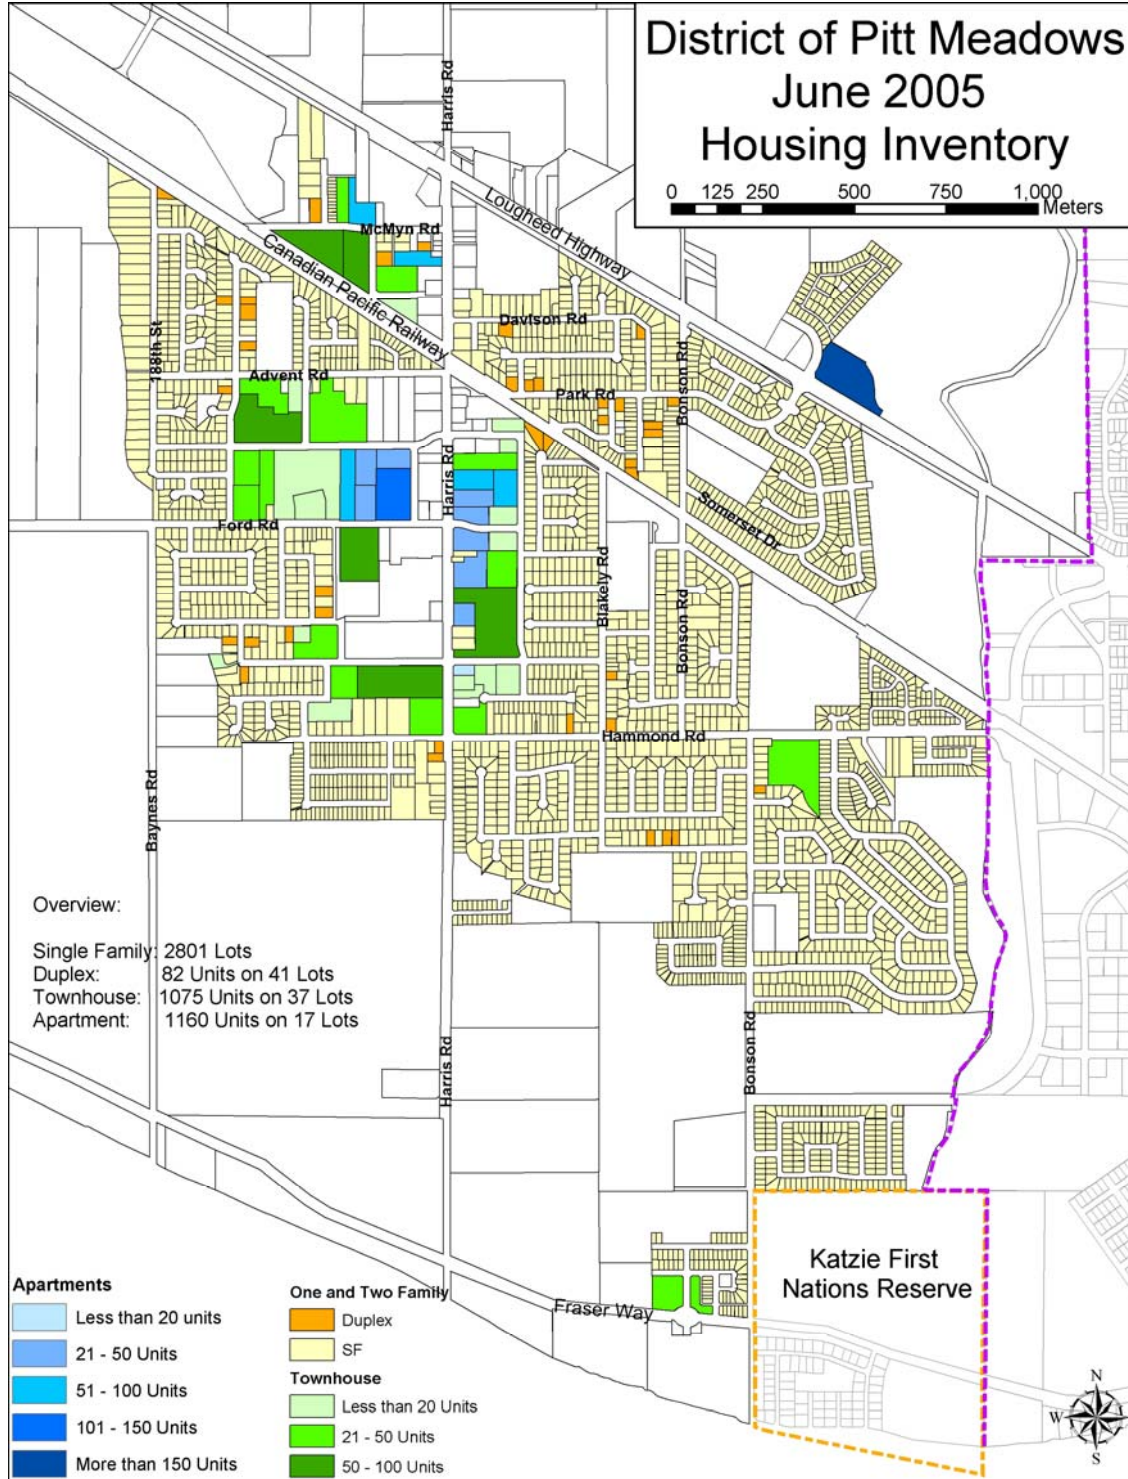 District of Pitt Meadows
June 2005
Housing Inventory
0 125 250 500 750 1,000
Meters
Harris Rd
Lougheed Highway
McMyn Rd
Canadian Pacific Railway
188th St
Davison Rd
Advent Rd
Park Rd
Bonson Rd
Harris Rd
Ford Rd
Somerset Dr
Blakely Rd
Bonson Rd
Hammond Rd
Baynes Rd
Overview:
Single Family: 2801 Lots
Duplex: 82 Units on 41 Lots
Townhouse: 1075 Units on 37 Lots
Apartment: 1160 Units on 17 Lots
Harris Rd
Bonson Rd
Katzie First
Nations Reserve
Fraser Way
Apartments
Less than 20 units
21 - 50 Units
51 - 100 Units
101 - 150 Units
More than 150 Units
One and Two Family
Duplex
SF
Townhouse
Less than 20 Units
21 - 50 Units
50 - 100 Units
N
W
E
S